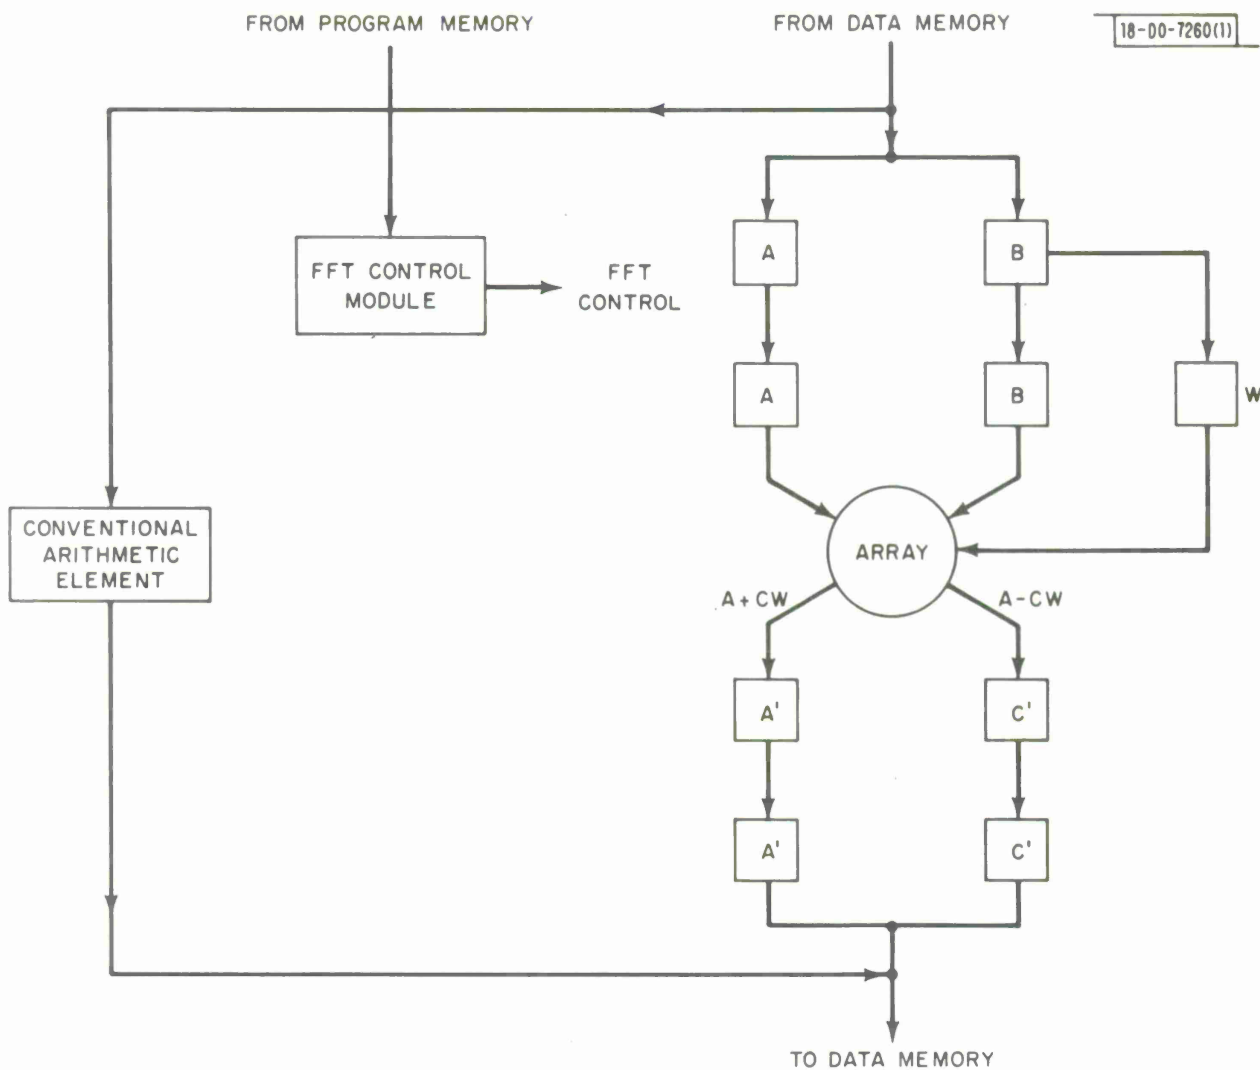 FROM PROGRAM MEMORY
FROM DATA MEMORY
18-DO-7260(1)
A
B
FFT CONTROL
MODULE
FFT
CONTROL
A
B
W
CONVENTIONAL
ARITHMETIC
ELEMENT
ARRAY
A+CW
A-CW
A'
C'
A'
C'
TO DATA MEMORY